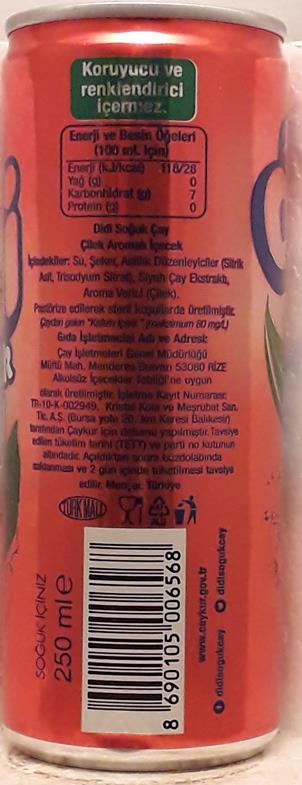 Koruyucu ve
renklendirici
içermez.
Enerji ve Besin Öğeleri
(100 mL için)
Enerji (kJ/kcal) 118/28
Yağ (g) 0
Karbonhidrat (g) 7
Protein (g) 0
Didi Soğuk Çay
Çilek Aromalı İçecek
İçindekiler: Su, Şeker, Asitlik Düzenleyiciler (Sitrik
Asit, Trisodyum Sitrat), Siyah Çay Ekstraktı,
Aroma Verici (Çilek).
Pastörize edilerek steril koşullarda üretilmiştir.
Çaydan gelen "Kafein İçerir." (maksimum 80 mg/L)
Gıda İşletmecisi Adı ve Adresi:
Çay İşletmeleri Genel Müdürlüğü
Müftü Mah. Menderes Bulvarı 53080 RİZE
Alkolsüz İçecekler Tebliği'ne uygun
olarak üretilmiştir. İşletme Kayıt Numarası:
TR-10-K-002949, Kristal Kola ve Meşrubat San.
Tic. A.Ş. (Bursa yolu 20. km Karesi Balıkesir)
tarafından Çaykur için dolumu yapılmıştır. Tavsiye
edilen tüketim tarihi (TETT) ve parti no kutunun
altındadır. Açıldıktan sonra buzdolabında
saklanması ve 2 gün içinde tüketilmesi tavsiye
edilir. Menşei: Türkiye
TÜRK MALI
ALU
SOĞUK İÇİNİZ
250 ml e
8 690105 006568
www.caykur.gov.tr
didisogukcay
didisogukcay
R